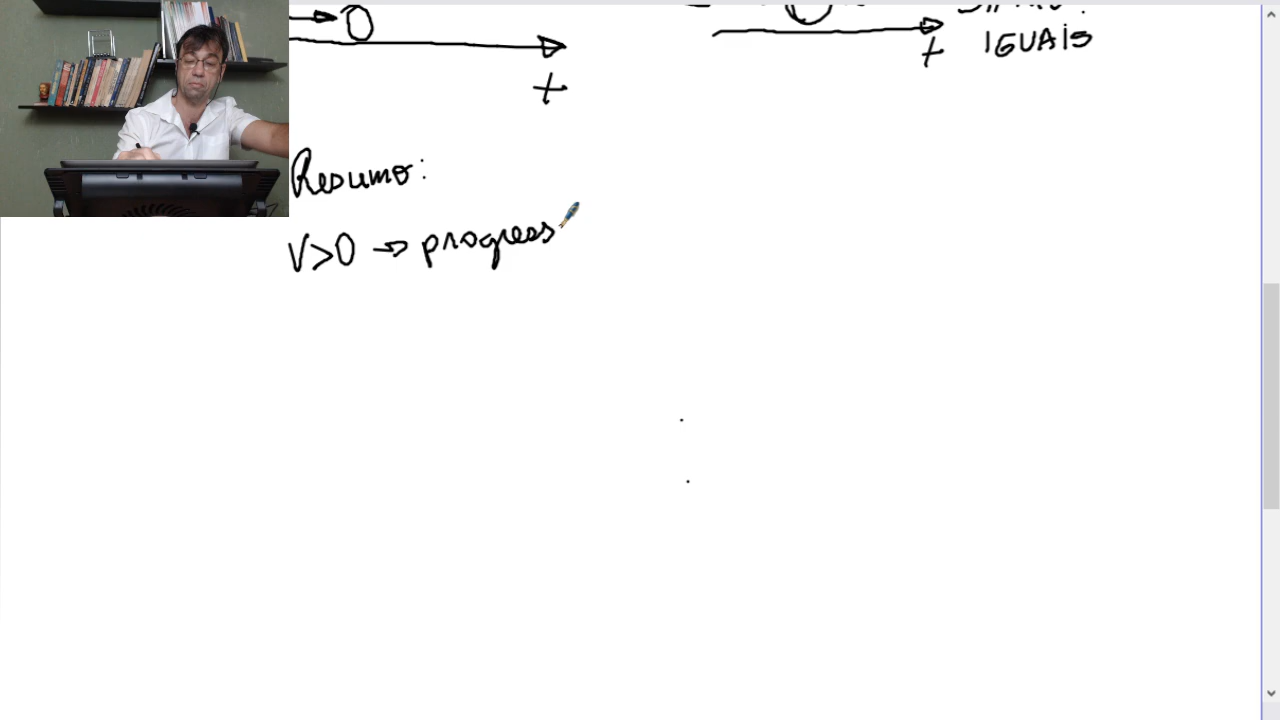 +
+
IGUAIS
Resumo:
V>0 → progress